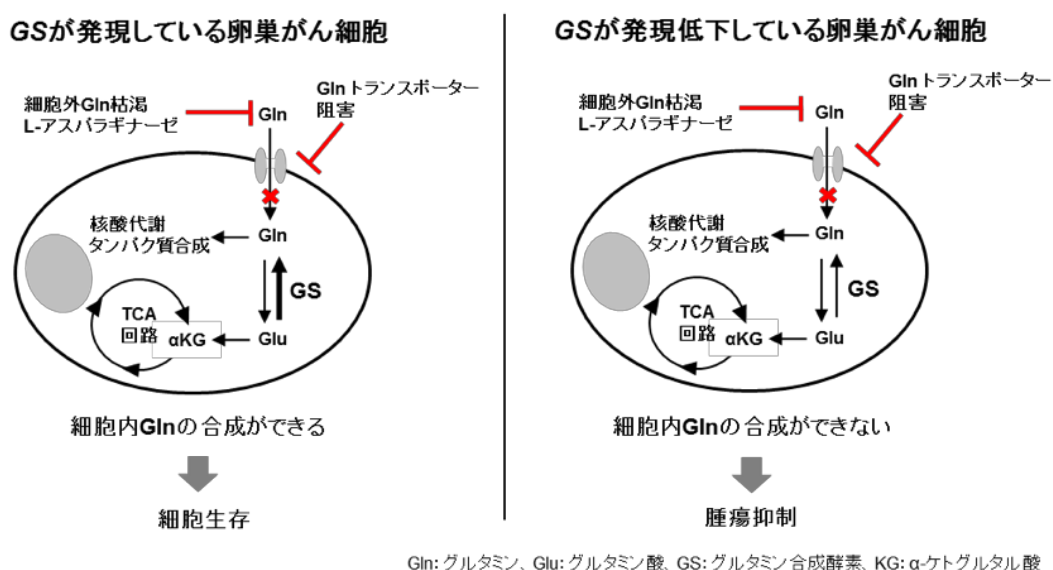 GSが発現している卵巣がん細胞
細胞外Gln枯渇
L-アスパラギナーゼ
Gln
Gln トランスポーター
阻害
核酸代謝
タンパク質合成
Gln
GS
TCA
回路
αKG
Glu
細胞内Glnの合成ができる
細胞生存
GSが発現低下している卵巣がん細胞
細胞外Gln枯渇
L-アスパラギナーゼ
Gln
Gln トランスポーター
阻害
核酸代謝
タンパク質合成
Gln
GS
TCA
回路
αKG
Glu
細胞内Glnの合成ができない
腫瘍抑制
Gln: グルタミン、Glu: グルタミン酸、GS: グルタミン合成酵素、KG: α-ケトグルタル酸